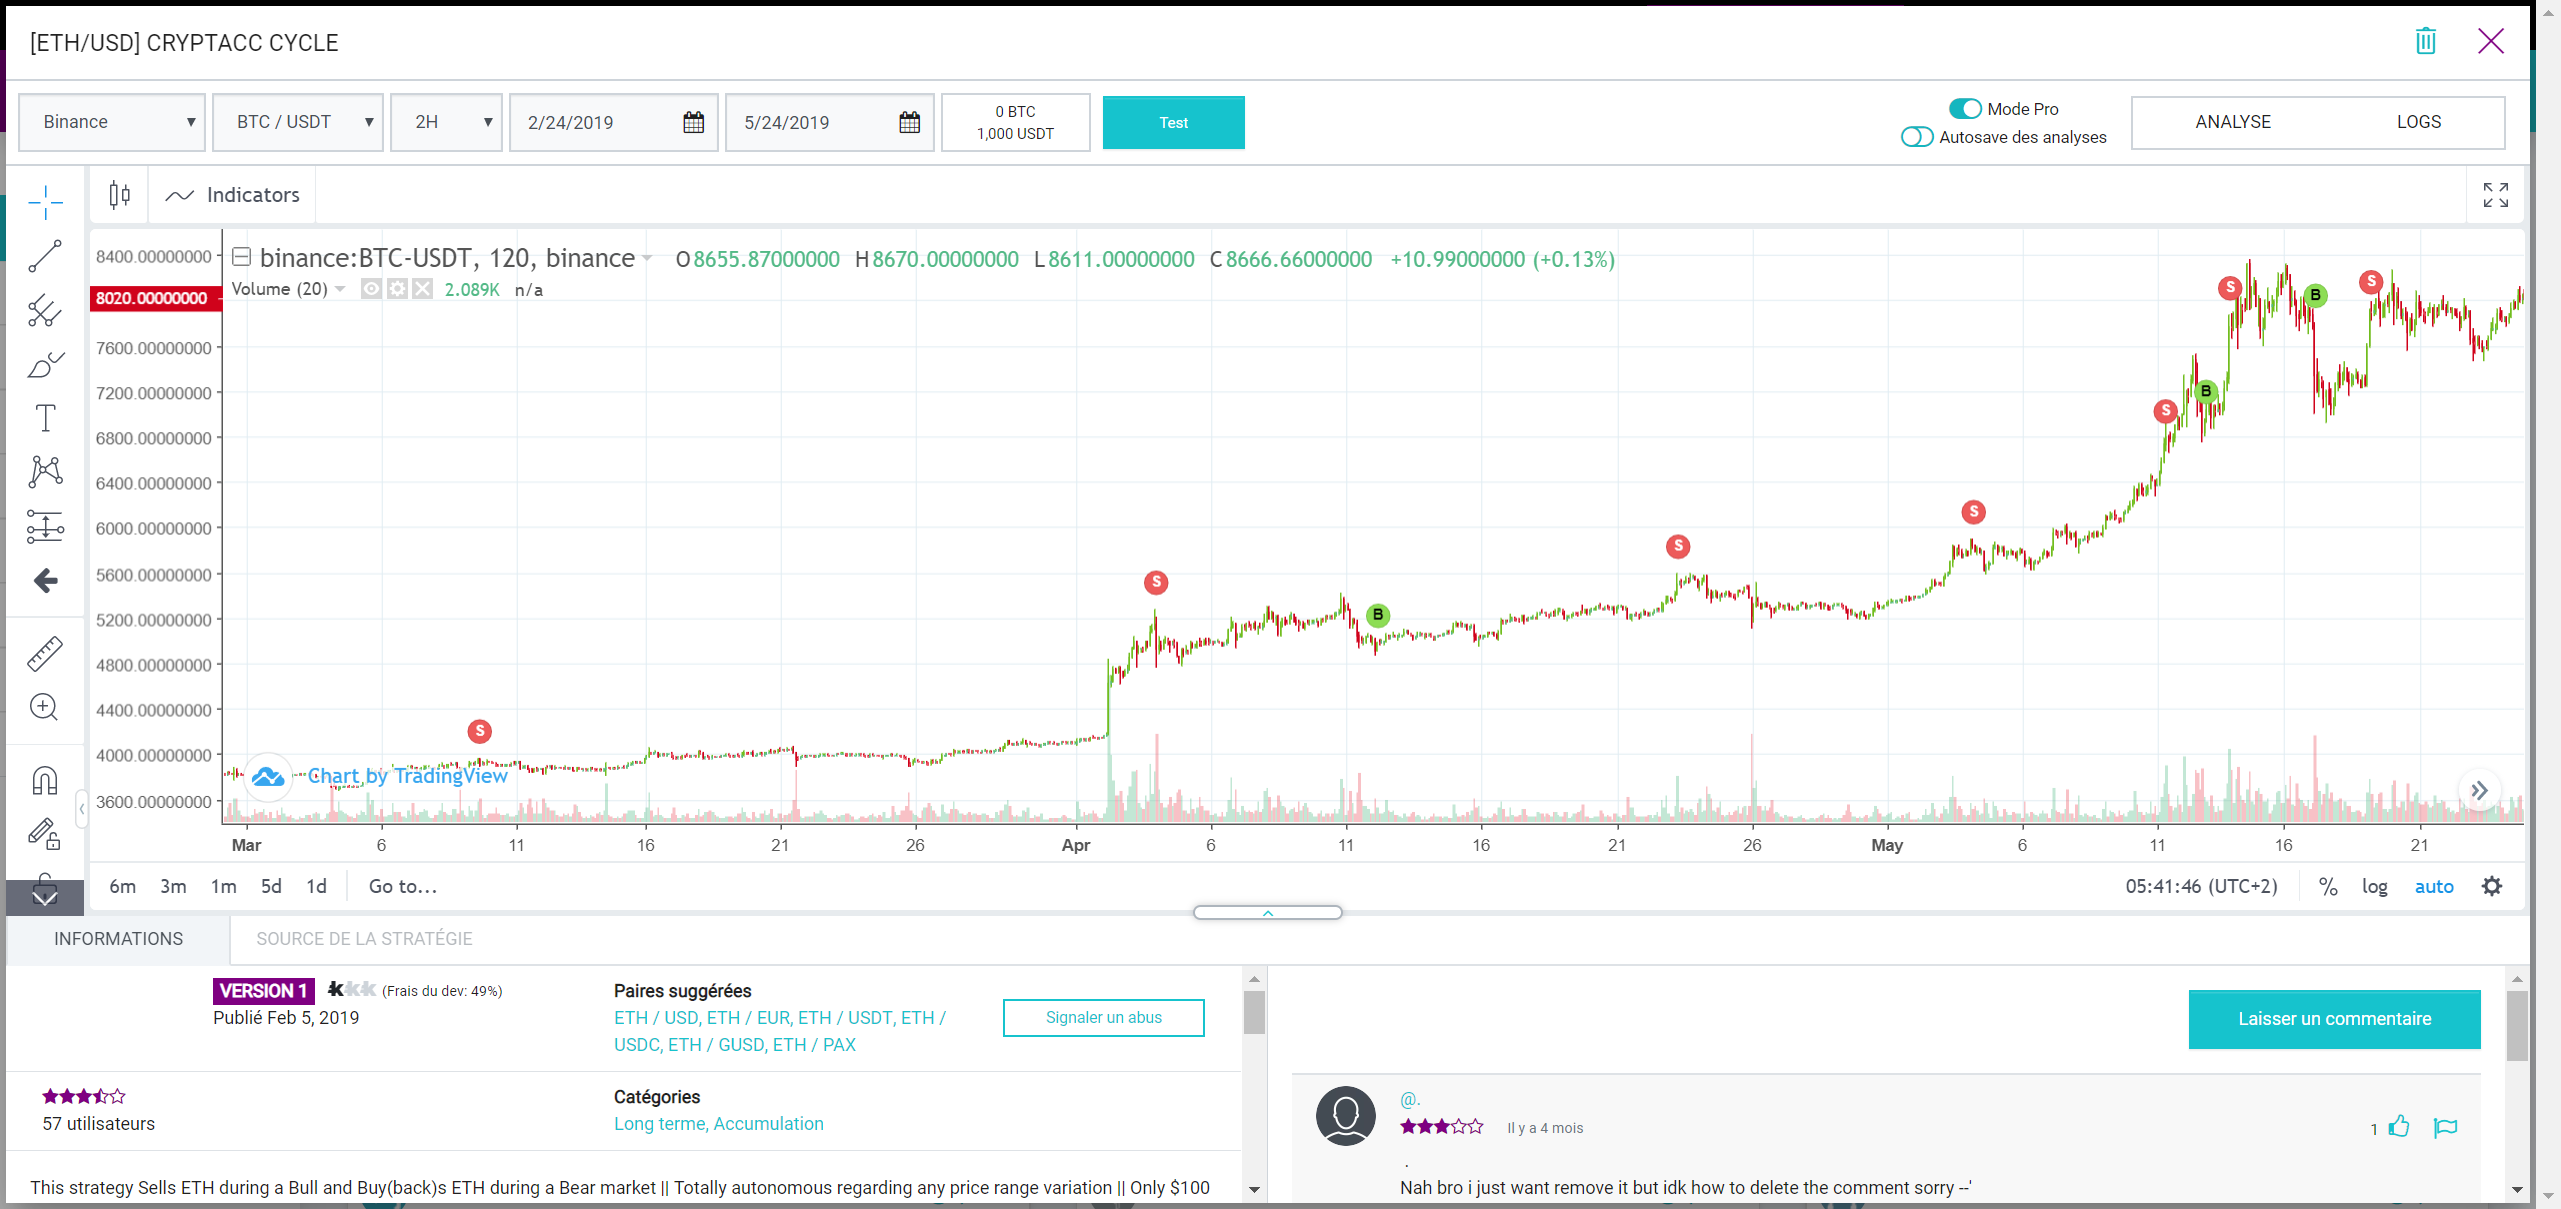 [ETH/USD] CRYPTACC CYCLE
Binance
BTC / USDT
2H
2/24/2019
5/24/2019
0 BTC
1,000 USDT
Test
Mode Pro
Autosave des analyses
ANALYSE
LOGS
Indicators
binance:BTC-USDT, 120, binance O8655.87000000 H8670.00000000 L8611.00000000 C8666.66000000 +10.99000000 (+0.13%)
Volume (20) 2.089K n/a
8400.00000000
8020.00000000
7600.00000000
7200.00000000
6800.00000000
6400.00000000
6000.00000000
5600.00000000
5200.00000000
4800.00000000
4400.00000000
4000.00000000
3600.00000000
S
S
B
S
S
S
B
S
B
S
Chart by TradingView
Mar 6 11 16 21 26 Apr 6 11 16 21 26 May 6 11 16 21
6m 3m 1m 5d 1d Go to...
05:41:46 (UTC+2) % log auto
INFORMATIONS
SOURCE DE LA STRATÉGIE
VERSION 1
(Frais du dev: 49%)
Publié Feb 5, 2019
Paires suggérées
ETH / USD, ETH / EUR, ETH / USDT, ETH /
USDC, ETH / GUSD, ETH / PAX
Signaler un abus
57 utilisateurs
Catégories
Long terme, Accumulation
This strategy Sells ETH during a Bull and Buy(back)s ETH during a Bear market || Totally autonomous regarding any price range variation || Only $100
Laisser un commentaire
@.
Il y a 4 mois
1
.
Nah bro i just want remove it but idk how to delete the comment sorry --'